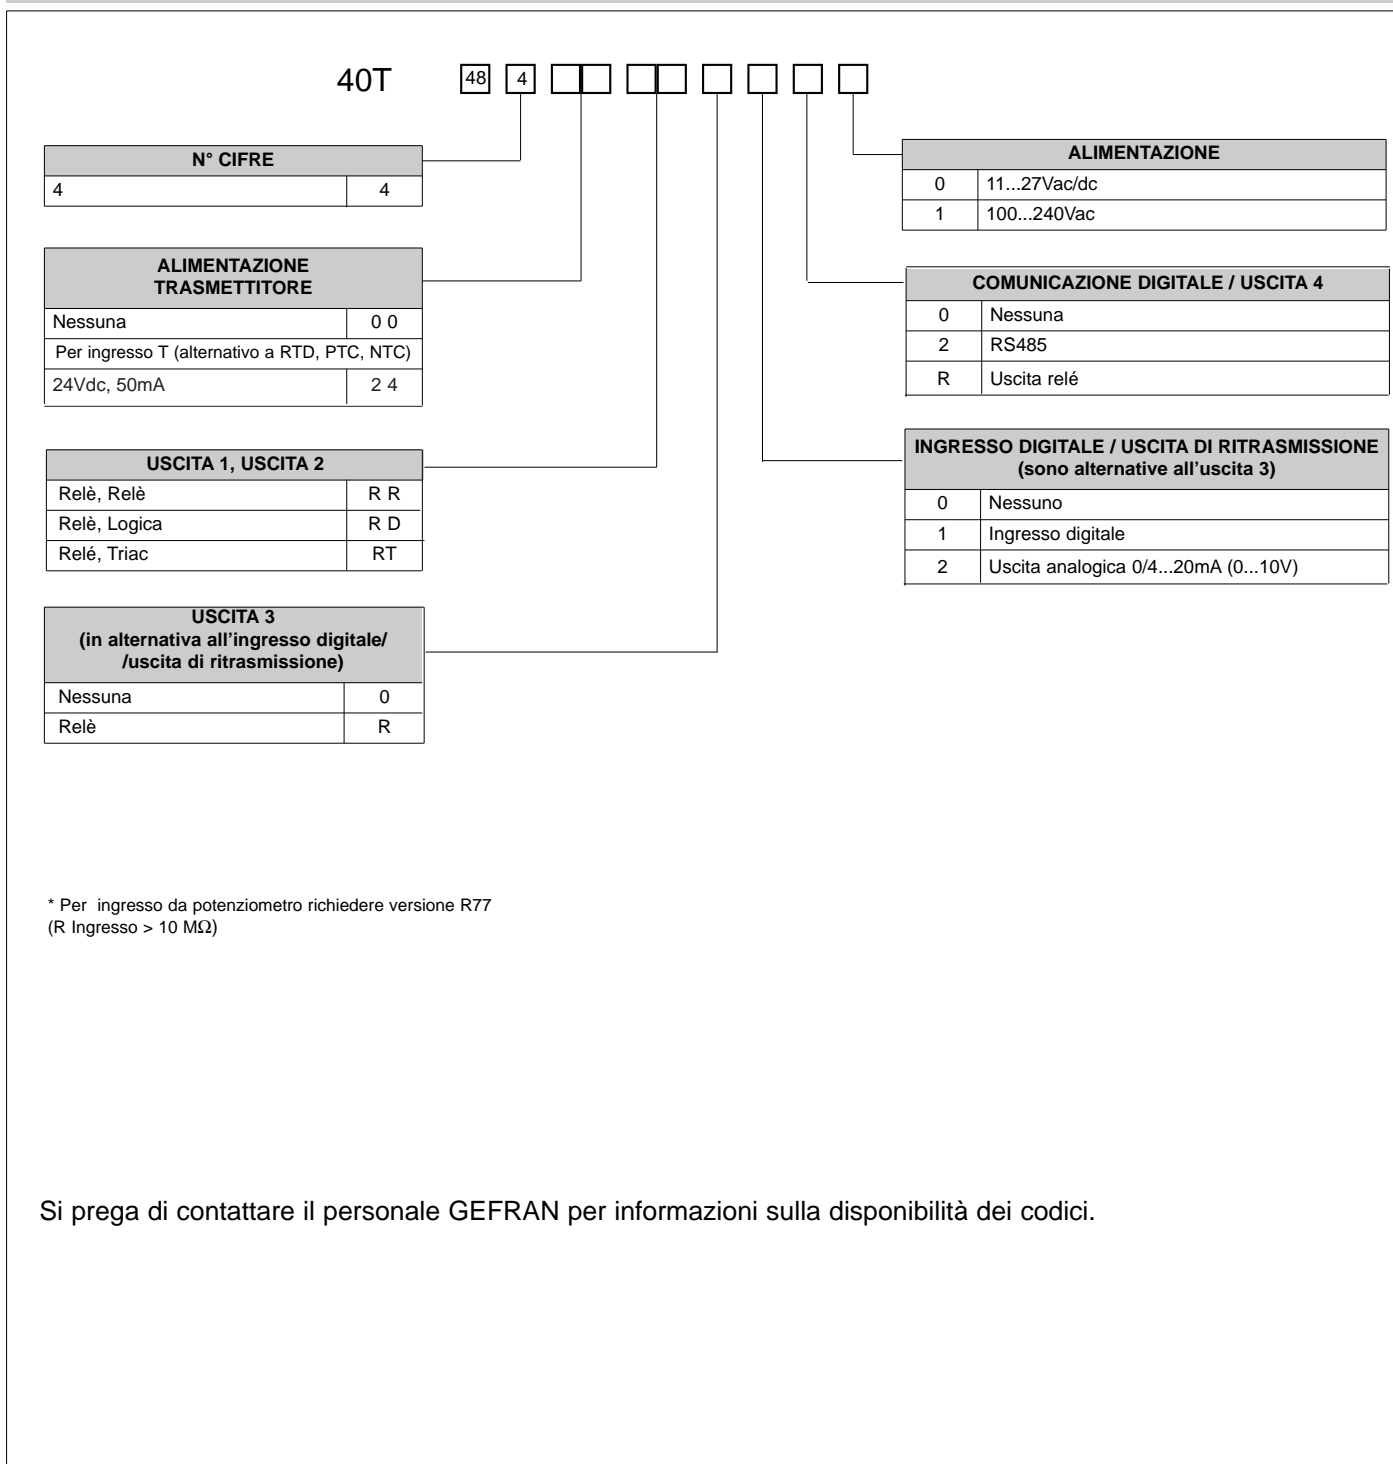 40T 48 4
N° CIFRE
4 4
ALIMENTAZIONE
TRASMETTITORE
Nessuna 0 0
Per ingresso T (alternativo a RTD, PTC, NTC)
24Vdc, 50mA 2 4
USCITA 1, USCITA 2
Relè, Relè R R
Relè, Logica R D
Relé, Triac RT
USCITA 3
(in alternativa all'ingresso digitale/
/uscita di ritrasmissione)
Nessuna 0
Relè R
ALIMENTAZIONE
0 11...27Vac/dc
1 100...240Vac
COMUNICAZIONE DIGITALE / USCITA 4
0 Nessuna
2 RS485
R Uscita relé
INGRESSO DIGITALE / USCITA DI RITRASMISSIONE
(sono alternative all'uscita 3)
0 Nessuno
1 Ingresso digitale
2 Uscita analogica 0/4...20mA (0...10V)
* Per ingresso da potenziometro richiedere versione R77
(R Ingresso > 10 MΩ)
Si prega di contattare il personale GEFRAN per informazioni sulla disponibilità dei codici.